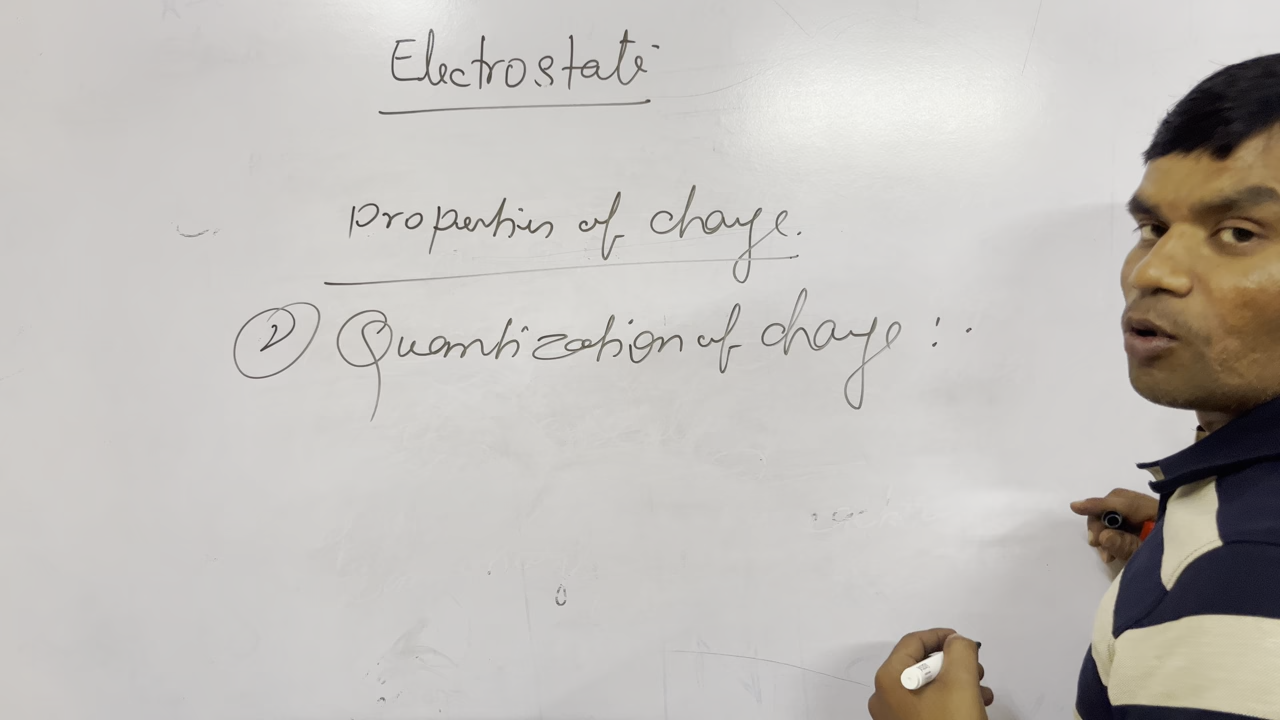 Electrostati
Properties of charge.
② Quantization of charge :.